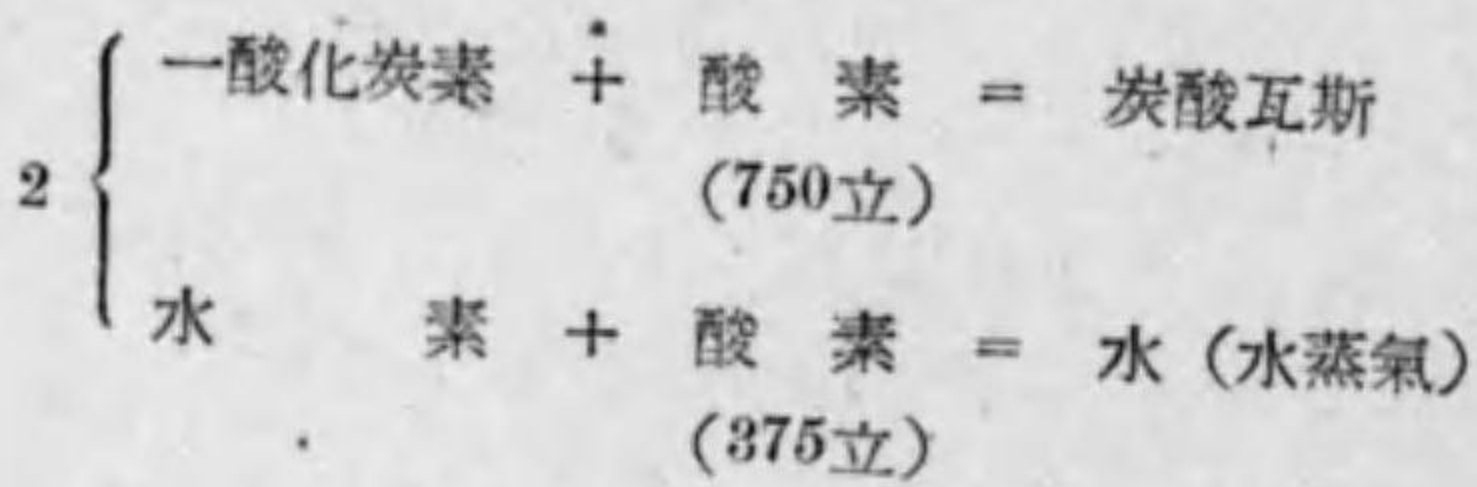 一酸化炭素 + 酸素 = 炭酸瓦斯
(750立)
2
水素 + 酸素 = 水（水蒸氣）
(375立)